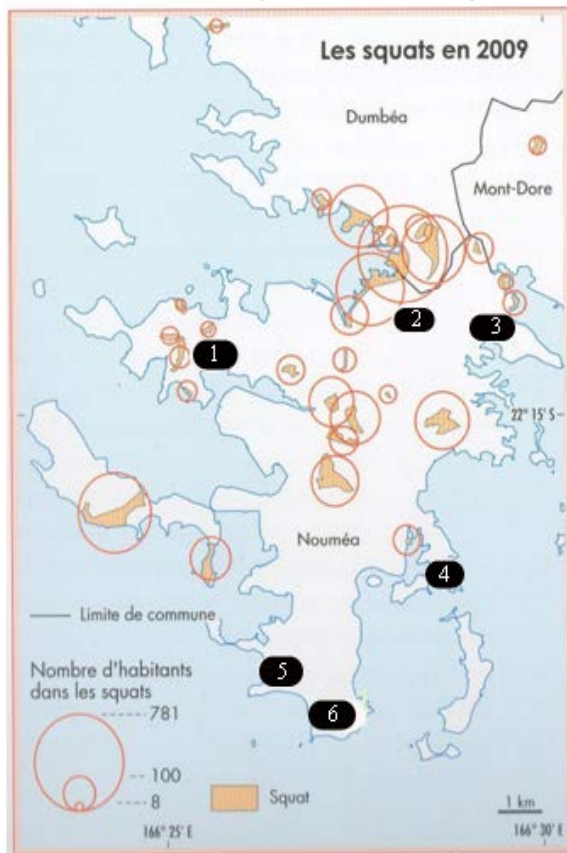 Les squats en 2009
Dumbéa
Mont-Dore
1
2
3
22° 15' S
Nouméa
4
Limite de commune
5
6
Nombre d'habitants
dans les squats
781
100
8
Squat
1 km
166° 25' E
166° 30' E